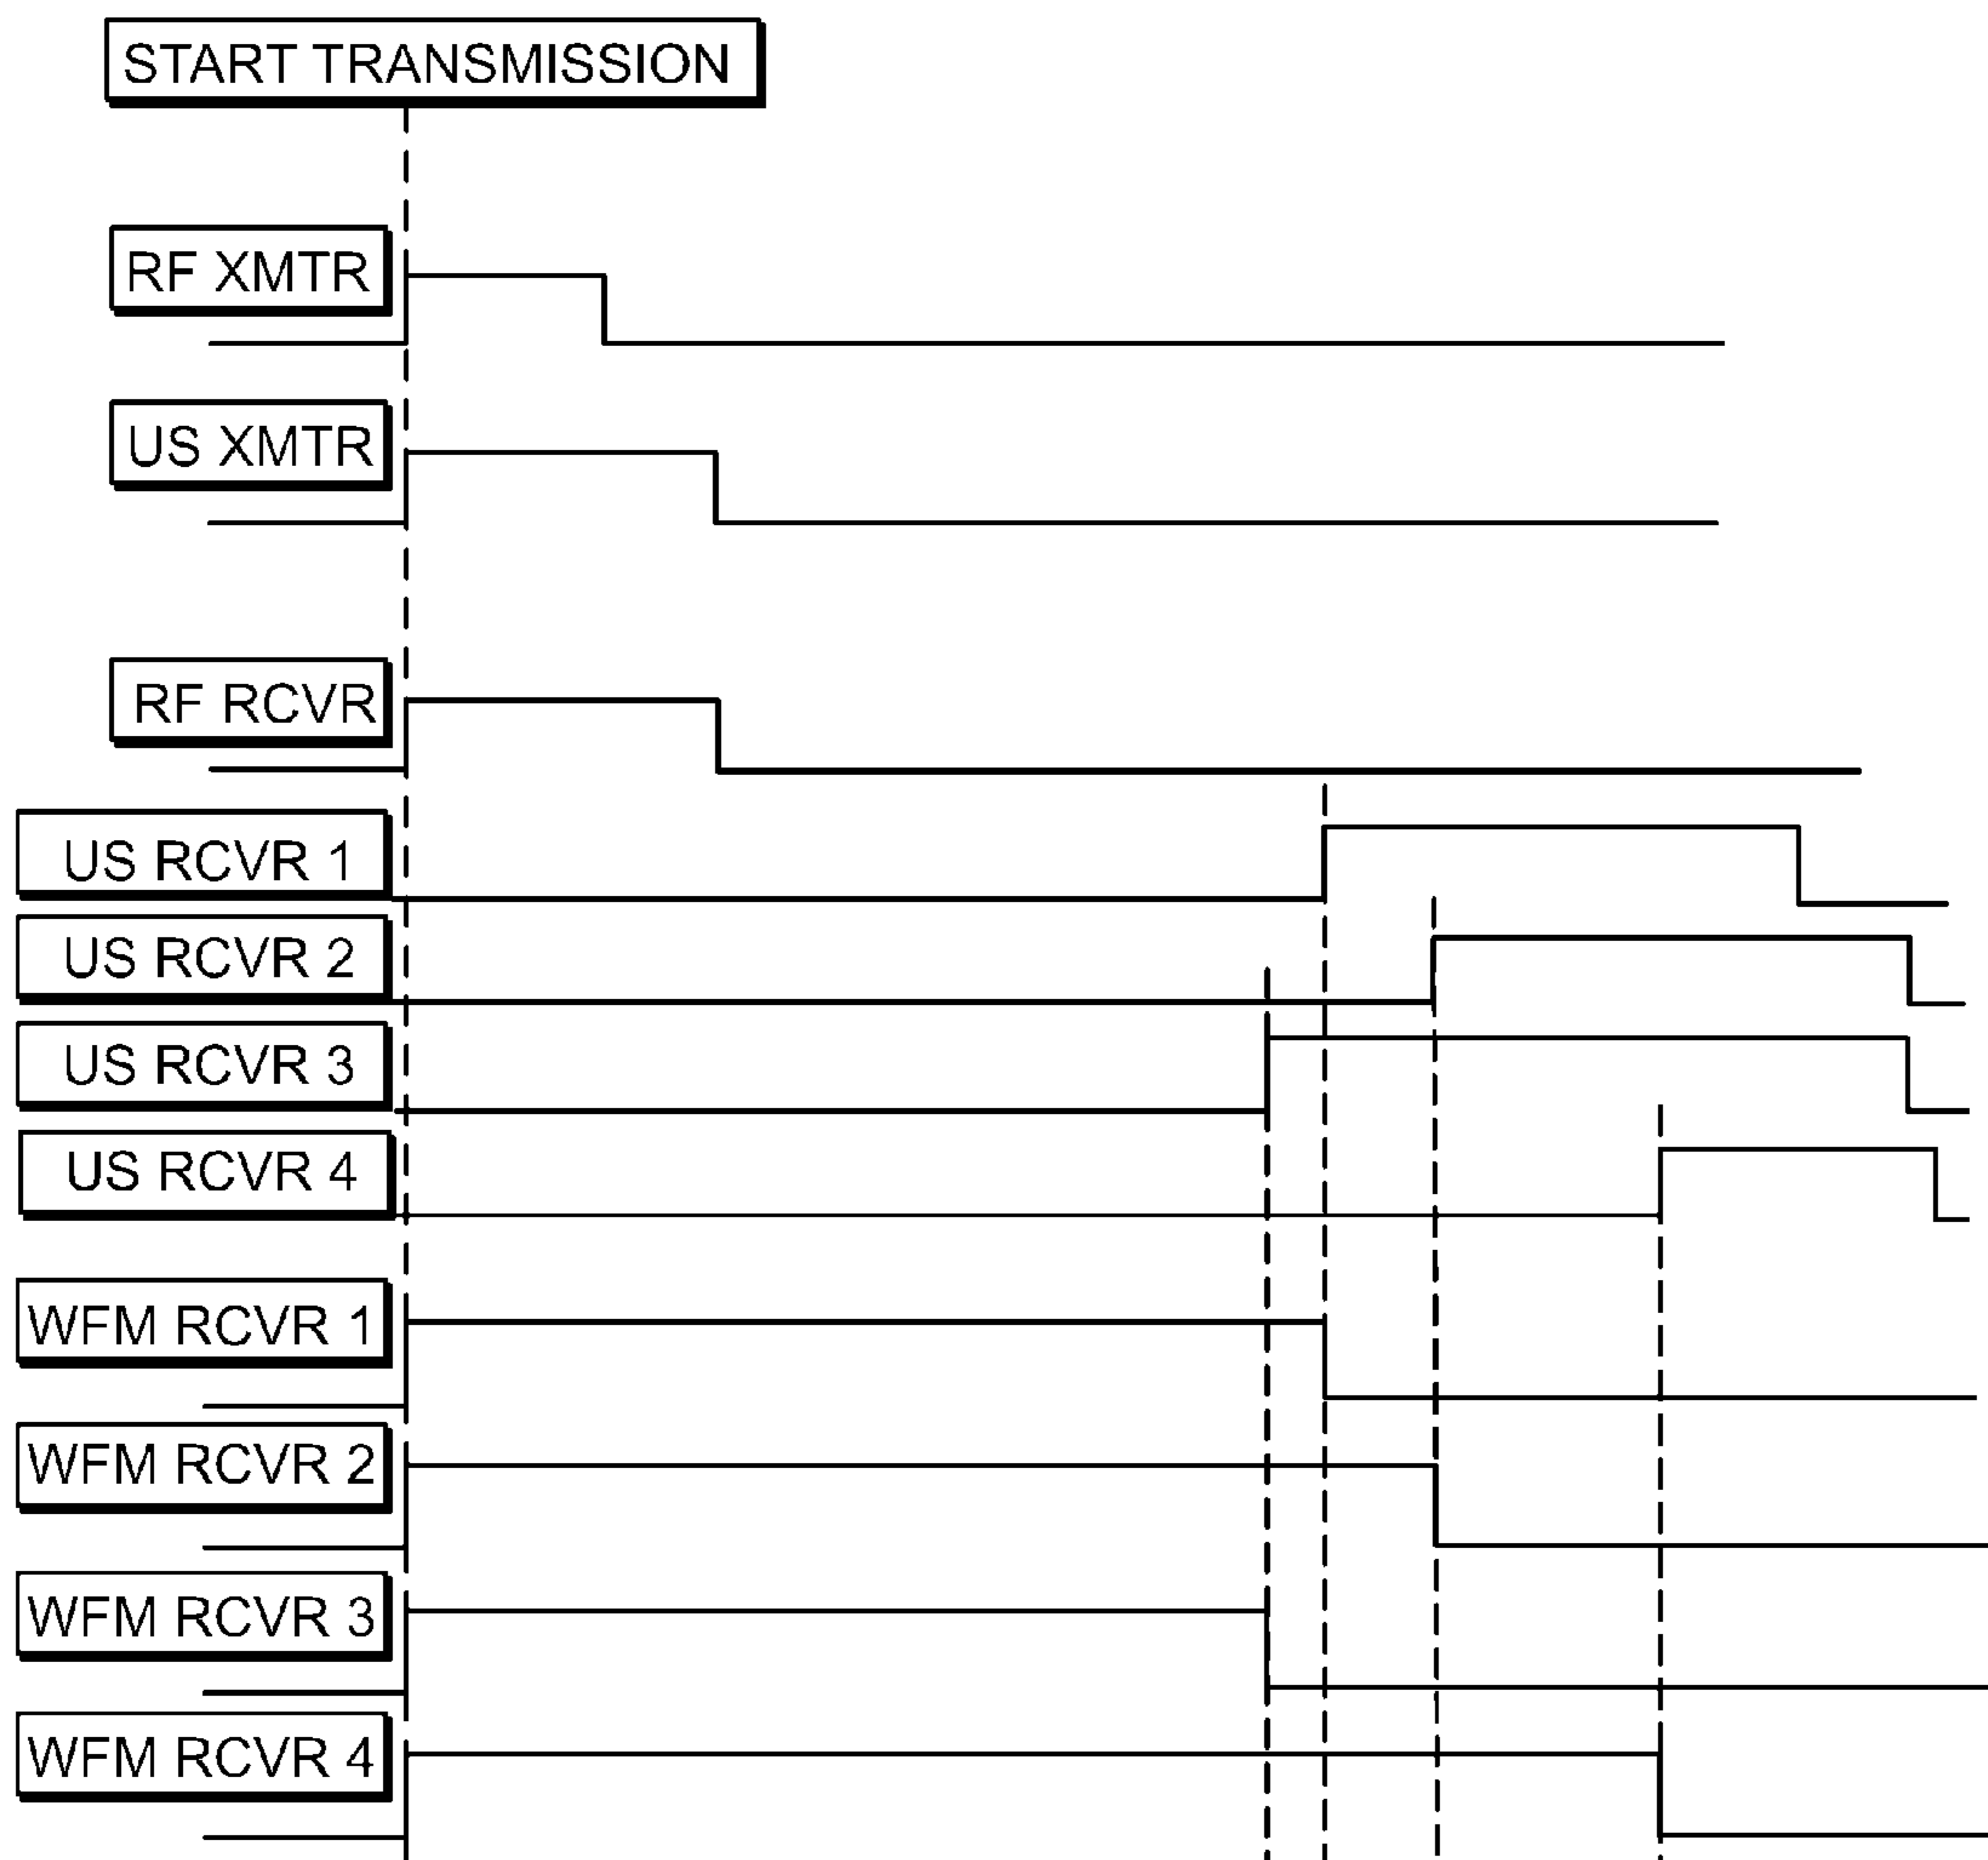 START TRANSMISSION
RF XMTR
US XMTR
RF RCVR
US RCVR 1
US RCVR 2
US RCVR 3
US RCVR 4
WFM RCVR 1
WFM RCVR 2
WFM RCVR 3
WFM RCVR 4